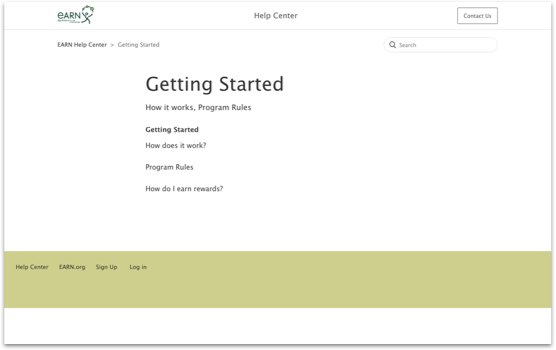 EARN
Help Center
Contact Us
EARN Help Center > Getting Started
Search
Getting Started
How it works, Program Rules
Getting Started
How does it work?
Program Rules
How do I earn rewards?
Help Center EARN.org Sign Up Log in